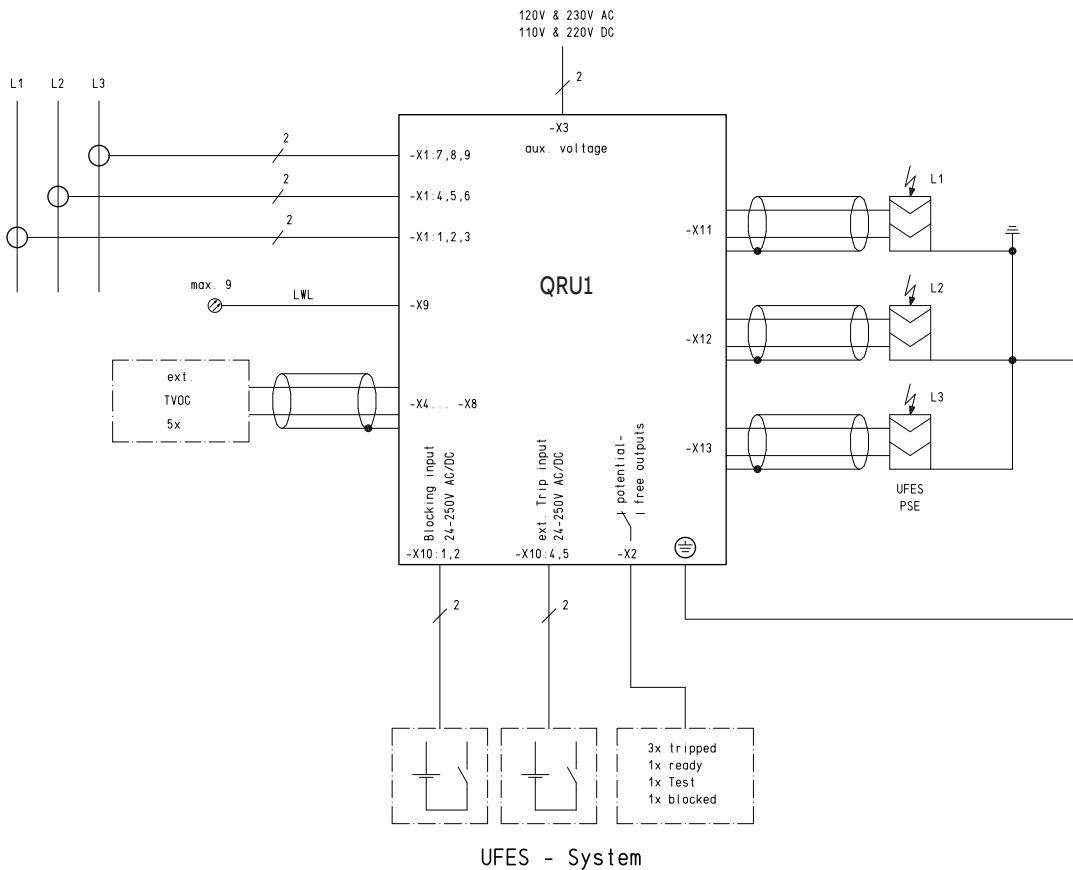 120V & 230V AC
110V & 220V DC
2
L1 L2 L3
-X3
aux. voltage
2
-X1:7,8,9
2
-X1:4,5,6
2
-X1:1,2,3
L1
-X11
QRU1
max. 9
LWL
-X9
L2
-X12
ext.
TVOC
5x
-X4... -X8
L3
-X13
UFES
PSE
Blocking input
24-250V AC/DC
-X10:1,2
ext. Trip input
24-250V AC/DC
-X10:4,5
potential-
free outputs
-X2
2
2
3x tripped
1x ready
1x Test
1x blocked
UFES - System